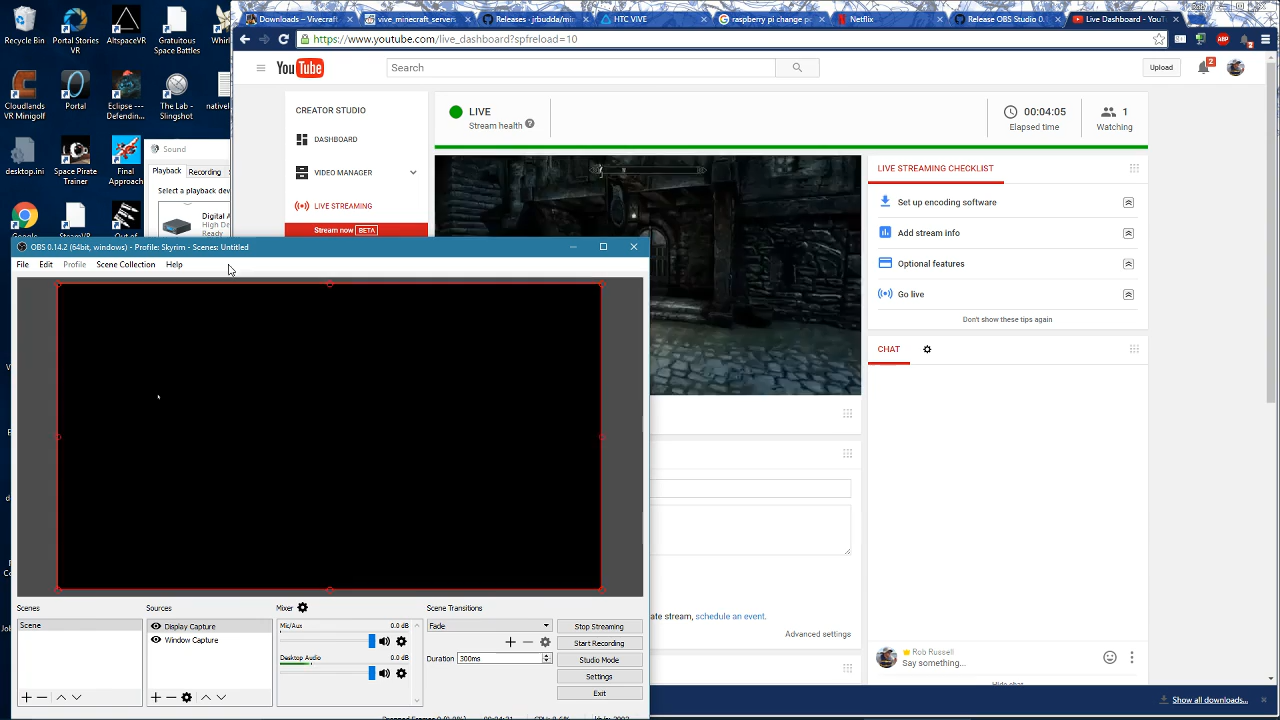 Downloads – Vivecraft
vive_minecraft_servers
Releases · jrbudda/min
HTC VIVE
raspberry pi change po
Netflix
Release OBS Studio 0.1
Live Dashboard - YouT
https://www.youtube.com/live_dashboard?spfreload=10
Recycle Bin
Fantastic Stories VR
AltspaceVR
Gratuitous Space Battles
Cloudlands VR Minigolf
Portal
Eclipse --- Defending...
The Lab - Slingshot
desktop.ini
Space Pirate Trainer
Final Approach
Sound
Playback
Recording
Select a playback
Digital A
High De
Ready
YouTube
Search
Upload
2
CREATOR STUDIO
DASHBOARD
VIDEO MANAGER
LIVE STREAMING
Stream now BETA
LIVE
Stream health
00:04:05
Elapsed time
1
Watching
LIVE STREAMING CHECKLIST
Set up encoding software
Add stream info
Optional features
Go live
Don't show these tips again
CHAT
OBS 0.14.2 (64bit, windows) - Profile: Skyrim - Scenes: Untitled
File Edit Profile Scene Collection Help
Scenes
Scene
Sources
Display Capture
Window Capture
Mixer
Mic/Aux 0.0 dB
Desktop Audio 0.0 dB
Scene Transitions
Fade
Duration 300ms
Stop Streaming
Start Recording
Studio Mode
Settings
Exit
ate stream, schedule an event.
Advanced settings
Rob Russell
Say something...
Hide chat
Show all downloads...